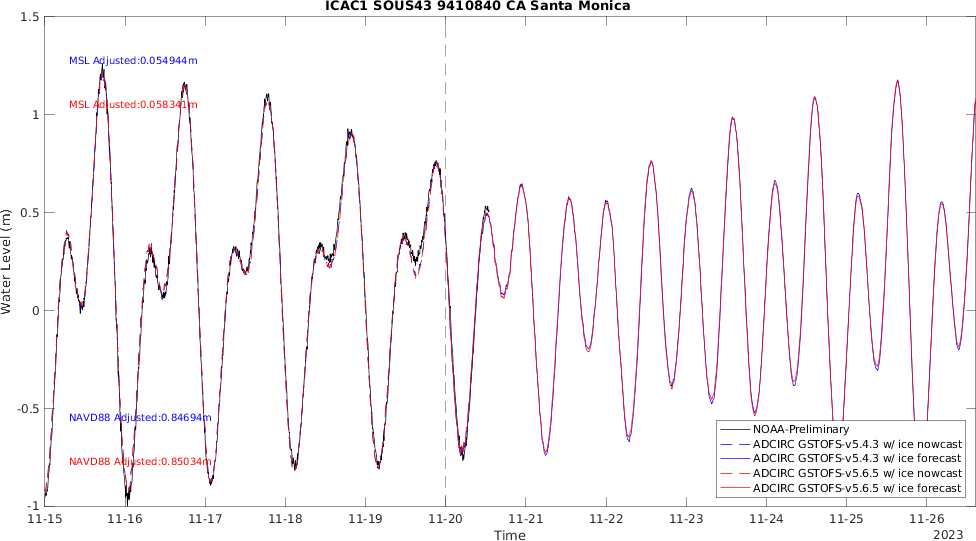 ICAC1 SOUS43 9410840 CA Santa Monica
1.5
1
0.5
0
-0.5
-1
Water Level (m)
MSL Adjusted:0.054944m
MSL Adjusted:0.058341m
NAVD88 Adjusted:0.84694m
NAVD88 Adjusted:0.85034m
NOAA-Preliminary
ADCIRC GSTOFS-v5.4.3 w/ ice nowcast
ADCIRC GSTOFS-v5.4.3 w/ ice forecast
ADCIRC GSTOFS-v5.6.5 w/ ice nowcast
ADCIRC GSTOFS-v5.6.5 w/ ice forecast
11-15 11-16 11-17 11-18 11-19 11-20 11-21 11-22 11-23 11-24 11-25 11-26
Time
2023